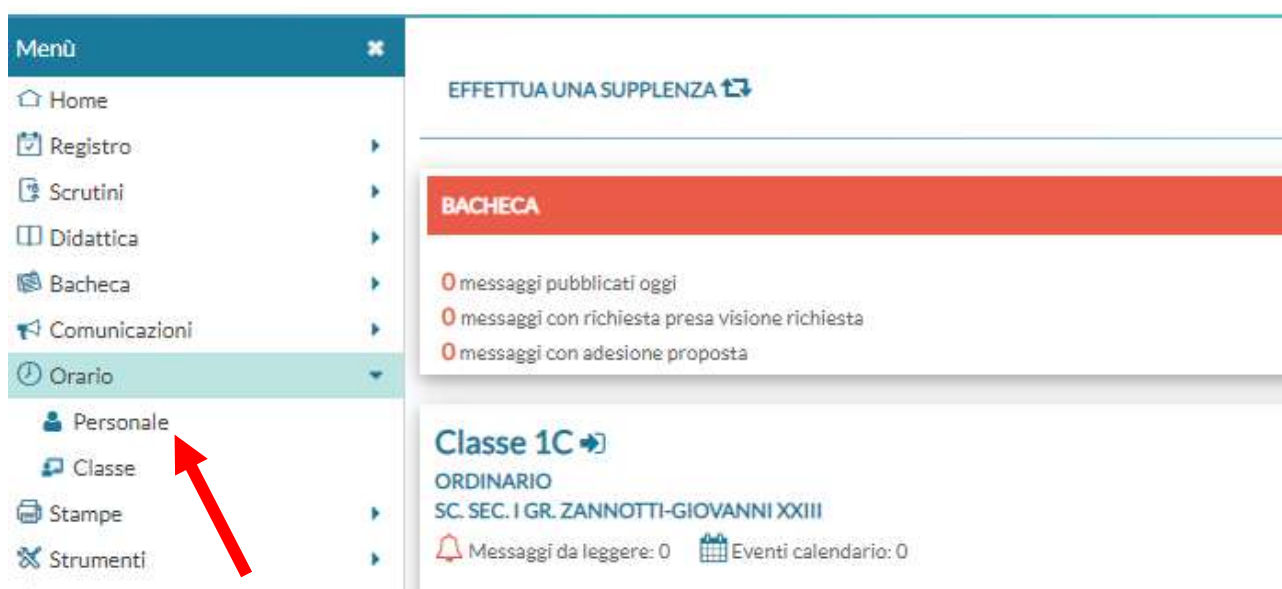 Menù
Home
Registro
Scrutini
Didattica
Bacheca
Comunicazioni
Orario
Personale
Classe
Stampe
Strumenti
EFFETTUA UNA SUPPLENZA
BACHECA
0 messaggi pubblicati oggi
0 messaggi con richiesta presa visione richiesta
0 messaggi con adesione proposta
Classe 1C
ORDINARIO
SC. SEC. I GR. ZANNOTTI-GIOVANNI XXIII
Messaggi da leggere: 0 Eventi calendario: 0